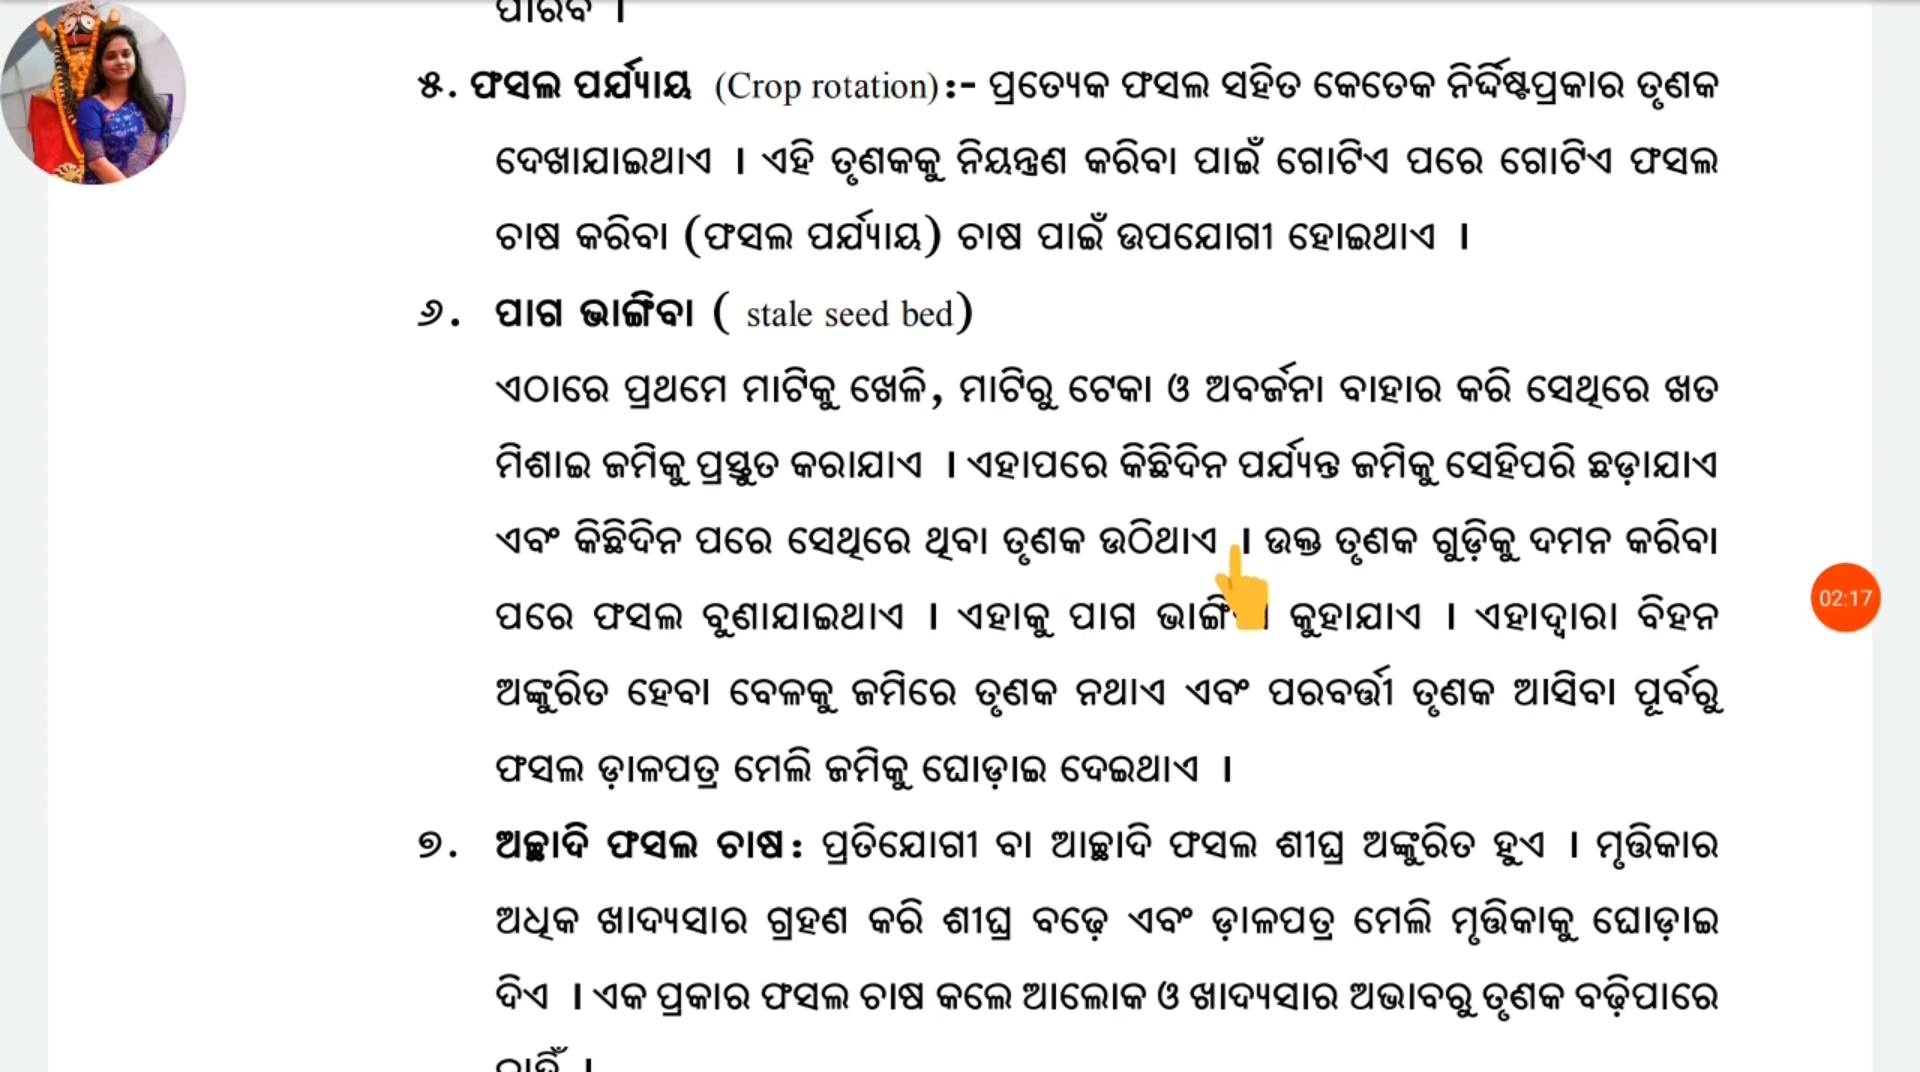 ପାରିବ ।
୫. ଫସଲ ପର୍ଯ୍ୟାୟ (Crop rotation) :- ପ୍ରତ୍ୟେକ ଫସଲ ସହିତ କେତେକ ନିର୍ଦ୍ଦିଷ୍ଟପ୍ରକାର ତୃଣକ
ଦେଖାଯାଇଥାଏ । ଏହି ତୃଣକକୁ ନିୟନ୍ତ୍ରଣ କରିବା ପାଇଁ ଗୋଟିଏ ପରେ ଗୋଟିଏ ଫସଲ
ଚାଷ କରିବା (ଫସଲ ପର୍ଯ୍ୟାୟ) ଚାଷ ପାଇଁ ଉପଯୋଗୀ ହୋଇଥାଏ ।
୬. ପାଗ ଭାଙ୍ଗିବା ( stale seed bed)
ଏଠାରେ ପ୍ରଥମେ ମାଟିକୁ ଖେଳି, ମାଟିରୁ ଟେକା ଓ ଅବର୍ଜନା ବାହାର କରି ସେଥିରେ ଖତ
ମିଶାଇ ଜମିକୁ ପ୍ରସ୍ତୁତ କରାଯାଏ । ଏହାପରେ କିଛିଦିନ ପର୍ଯ୍ୟନ୍ତ ଜମିକୁ ସେହିପରି ଛଡ଼ାଯାଏ
ଏବଂ କିଛିଦିନ ପରେ ସେଥିରେ ଥିବା ତୃଣକ ଉଠିଥାଏ । ଉକ୍ତ ତୃଣକ ଗୁଡ଼ିକୁ ଦମନ କରିବା
ପରେ ଫସଲ ବୁଣାଯାଇଥାଏ । ଏହାକୁ ପାଗ ଭାଙ୍ଗିବା କୁହାଯାଏ । ଏହାଦ୍ୱାରା ବିହନ
ଅଙ୍କୁରିତ ହେବା ବେଳକୁ ଜମିରେ ତୃଣକ ନଥାଏ ଏବଂ ପରବର୍ତ୍ତୀ ତୃଣକ ଆସିବା ପୂର୍ବରୁ
ଫସଲ ଡ଼ାଳପତ୍ର ମେଲି ଜମିକୁ ଘୋଡ଼ାଇ ଦେଇଥାଏ ।
୭. ଅଚ୍ଛାଦି ଫସଲ ଚାଷ: ପ୍ରତିଯୋଗୀ ବା ଆଚ୍ଛାଦି ଫସଲ ଶୀଘ୍ର ଅଙ୍କୁରିତ ହୁଏ । ମୃତ୍ତିକାର
ଅଧିକ ଖାଦ୍ୟସାର ଗ୍ରହଣ କରି ଶୀଘ୍ର ବଢ଼େ ଏବଂ ଡ଼ାଳପତ୍ର ମେଲି ମୃତ୍ତିକାକୁ ଘୋଡ଼ାଇ
ଦିଏ । ଏକ ପ୍ରକାର ଫସଲ ଚାଷ କଲେ ଆଲୋକ ଓ ଖାଦ୍ୟସାର ଅଭାବରୁ ତୃଣକ ବଢ଼ିପାରେ
ନାହିଁ ।
02:17